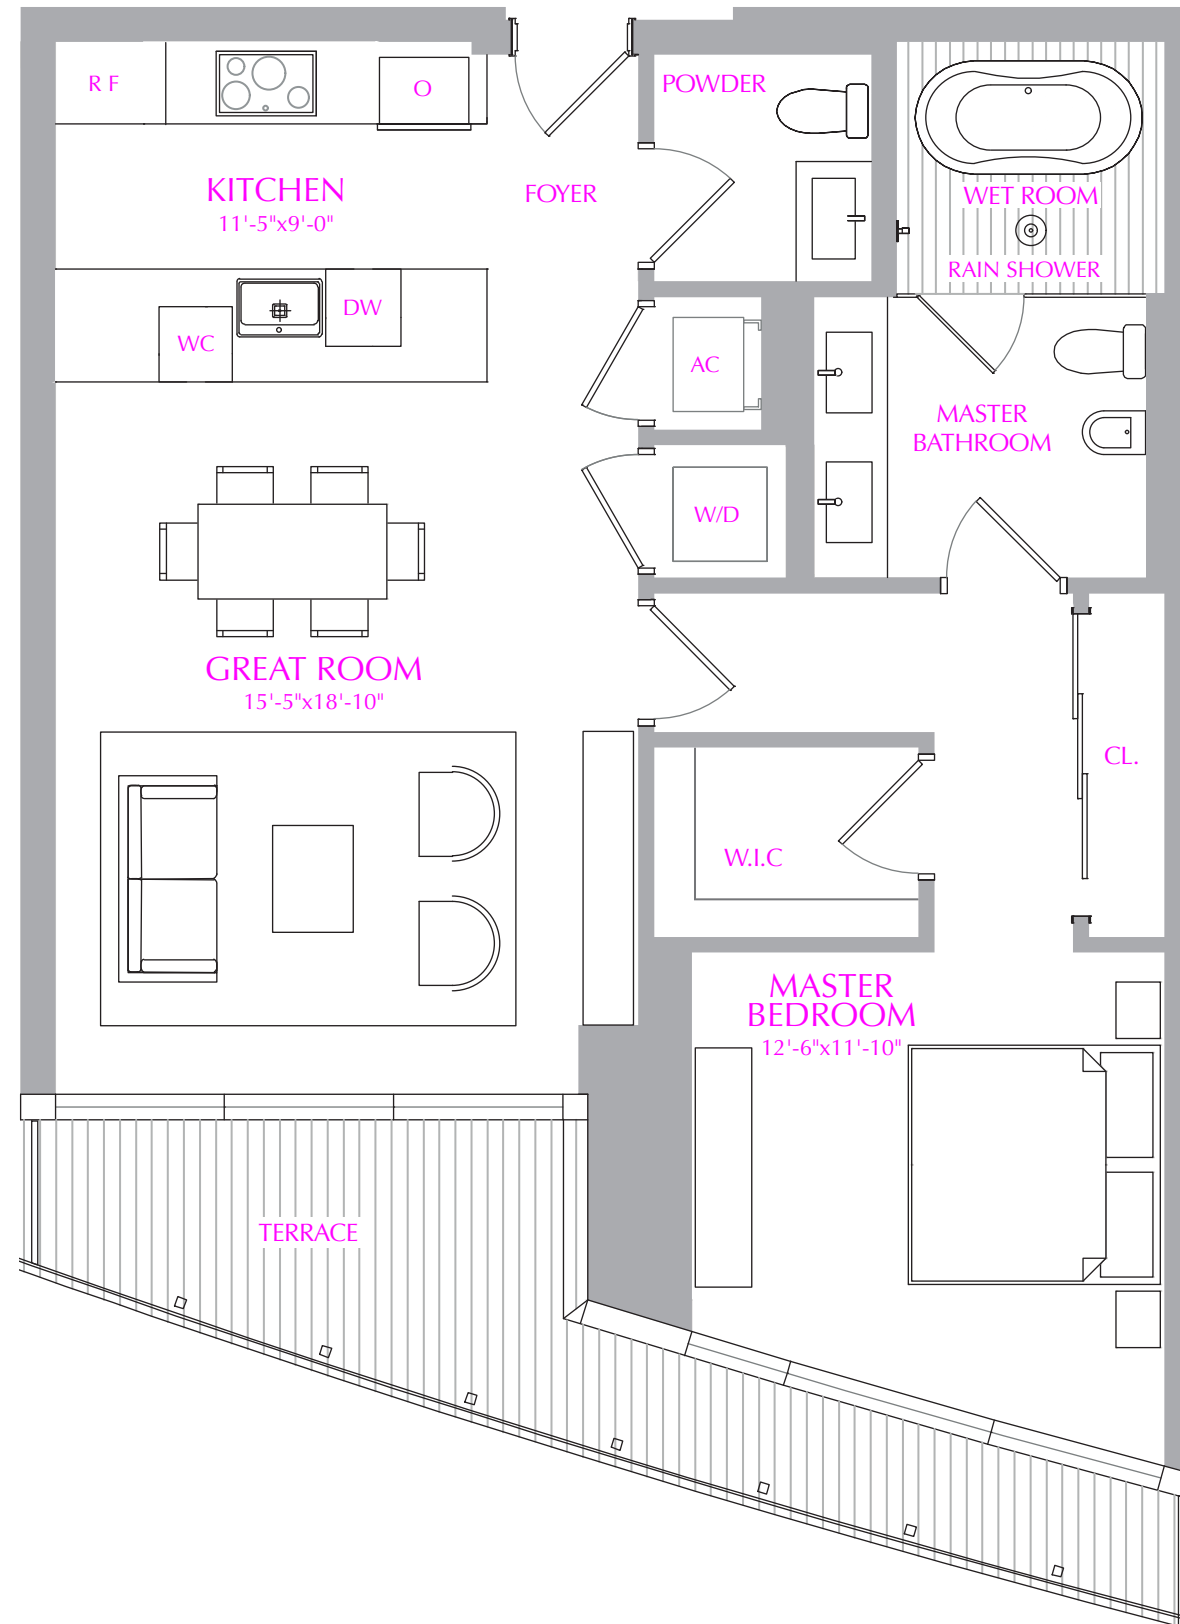 R F
O
POWDER
KITCHEN
11'-5"x9'-0"
FOYER
WET ROOM
RAIN SHOWER
WC
DW
AC
MASTER
BATHROOM
W/D
GREAT ROOM
15'-5"x18'-10"
CL.
W.I.C
MASTER
BEDROOM
12'-6"x11'-10"
TERRACE